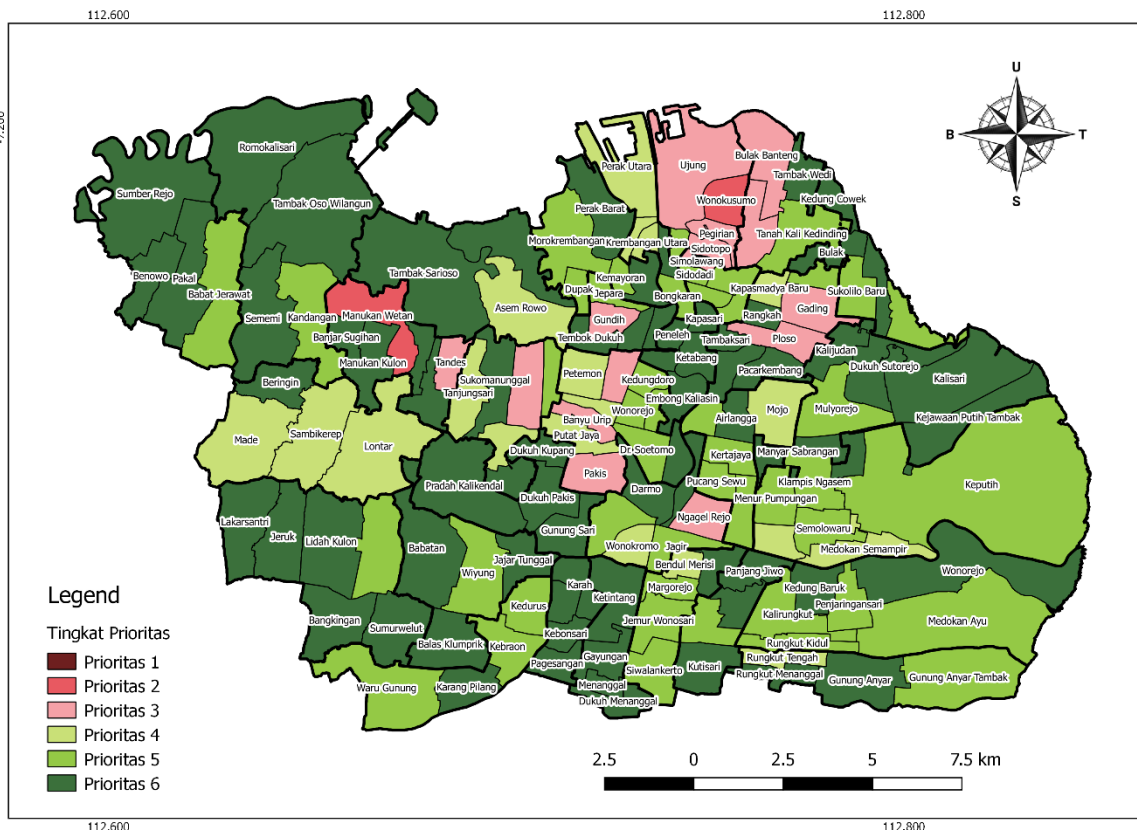 112.600 112.800
-7.200
U
B T
S
Romokalisari
Sumber Rejo
Tambak Oso Wilangun
Benowo
Pakal
Babat Jerawat
Sememi
Kandangan
Manukan Wetan
Banjar Sugihan
Manukan Kulon
Beringin
Tambak Sarioso
Asem Rowo
Tandes
Tanjungsari
Sukomanunggal
Made
Sambikerep
Lontar
Perak Utara
Perak Barat
Morokrembangan
Krembangan Utara
Kemayoran
Dupak
Jepara
Bongkaran
Gundih
Tembok Dukuh
Ujung
Bulak Banteng
Wonokusumo
Pegirian
Sidotopo
Simolawang
Sidodadi
Tambak Wedi
Kedung Cowek
Tanah Kali Kedinding
Bulak
Kapasmadya Baru
Sukolilo Baru
Gading
Rangkah
Kapasari
Peneleh
Tambaksari
Ploso
Ketabang
Pacarkembang
Kalijudan
Dukuh Sutorejo
Kalisari
Kejawaan Putih Tambak
Petemon
Kedungdoro
Embong Kaliasin
Wonorejo
Banyu Urip
Putat Jaya
Dukuh Kupang
Pakis
Dr. Soetomo
Darmo
Airlangga
Mojo
Mulyorejo
Kertajaya
Manyar Sabrangan
Pucang Sewu
Klampis Ngasem
Menur Pumpungan
Keputih
Ngagel Rejo
Semolowaru
Medokan Semampir
Pradah Kalikendal
Dukuh Pakis
Gunung Sari
Lakarsantri
Jeruk
Lidah Kulon
Babatan
Wiyung
Jajar Tunggal
Wonokromo
Jagir
Bendul Merisi
Margorejo
Panjang Jiwo
Kedung Baruk
Wonorejo
Kalirungkut
Penjaringansari
Medokan Ayu
Karah
Ketintang
Kedurus
Kebonsari
Jemur Wonosari
Rungkut Kidul
Rungkut Tengah
Rungkut Menanggal
Gunung Anyar
Gunung Anyar Tambak
Bangkingan
Sumurwelut
Balas Klumprik
Kebraon
Pagesangan
Gayungan
Siwalankerto
Kutisari
Menanggal
Dukuh Menanggal
Waru Gunung
Karang Pilang
Legend
Tingkat Prioritas
Prioritas 1
Prioritas 2
Prioritas 3
Prioritas 4
Prioritas 5
Prioritas 6
2.5 0 2.5 5 7.5 km
112.600 112.800